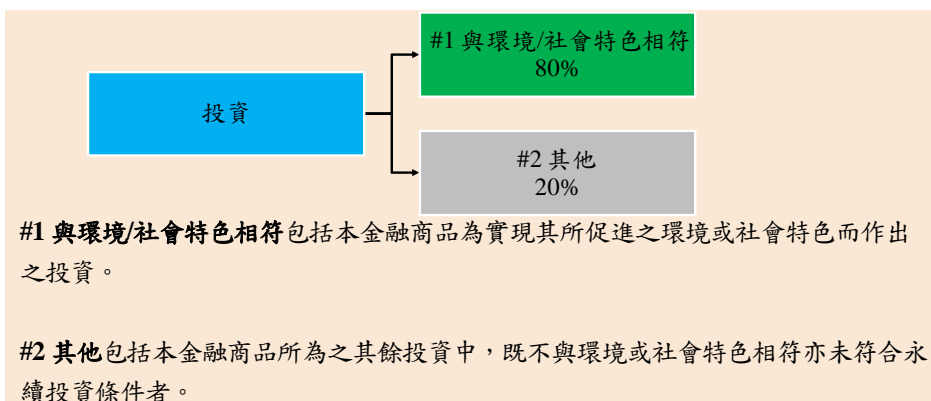 #1 與環境/社會特色相符
80%
投資
#2 其他
20%
#1 與環境/社會特色相符包括本金融商品為實現其所促進之環境或社會特色而作出
之投資。
#2 其他包括本金融商品所為之其餘投資中，既不與環境或社會特色相符亦未符合永
續投資條件者。